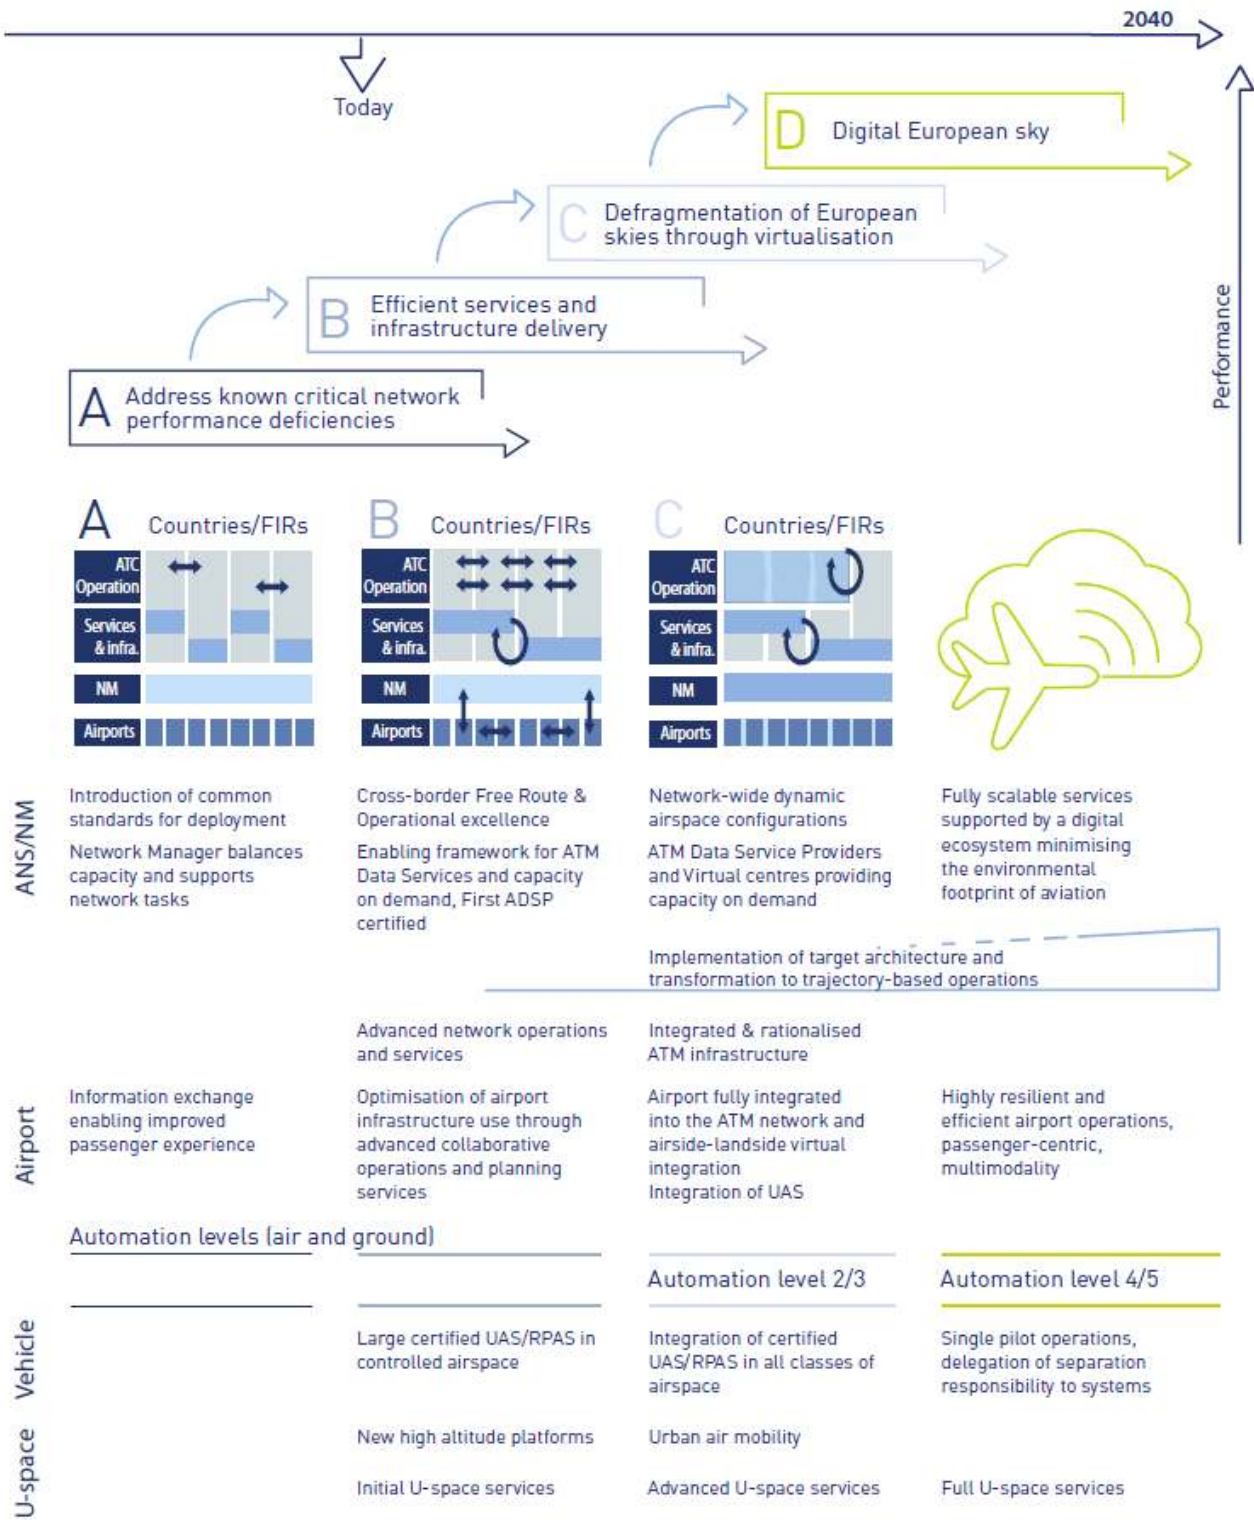 2040
Today
D Digital European sky
C Defragmentation of European
skies through virtualisation
B Efficient services and
infrastructure delivery
A Address known critical network
performance deficiencies
Performance
A Countries/FIRs
ATC
Operation
Services
& infra.
NM
Airports
B Countries/FIRs
ATC
Operation
Services
& infra.
NM
Airports
C Countries/FIRs
ATC
Operation
Services
& infra.
NM
Airports
ANS/NM
Introduction of common
standards for deployment
Network Manager balances
capacity and supports
network tasks
Cross-border Free Route &
Operational excellence
Enabling framework for ATM
Data Services and capacity
on demand, First ADSP
certified
Network-wide dynamic
airspace configurations
ATM Data Service Providers
and Virtual centres providing
capacity on demand
Fully scalable services
supported by a digital
ecosystem minimising
the environmental
footprint of aviation
Implementation of target architecture and
transformation to trajectory-based operations
Advanced network operations
and services
Integrated & rationalised
ATM infrastructure
Airport
Information exchange
enabling improved
passenger experience
Optimisation of airport
infrastructure use through
advanced collaborative
operations and planning
services
Airport fully integrated
into the ATM network and
airside-landside virtual
integration
Integration of UAS
Highly resilient and
efficient airport operations,
passenger-centric,
multimodality
Automation levels (air and ground)
Automation level 2/3
Automation level 4/5
Vehicle
Large certified UAS/RPAS in
controlled airspace
Integration of certified
UAS/RPAS in all classes of
airspace
Single pilot operations,
delegation of separation
responsibility to systems
U-space
New high altitude platforms
Urban air mobility
Initial U-space services
Advanced U-space services
Full U-space services